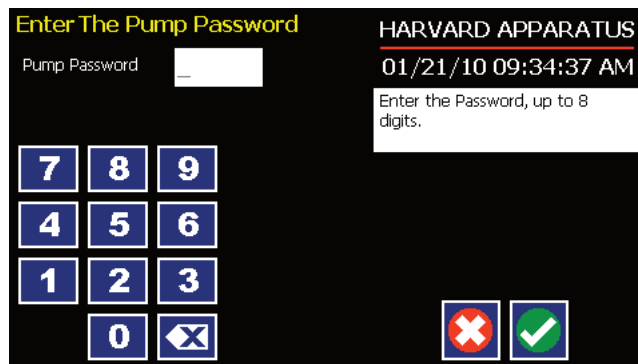 Enter The Pump Password
Pump Password
_
HARVARD APPARATUS
01/21/10 09:34:37 AM
Enter the Password, up to 8
digits.
7 8 9
4 5 6
1 2 3
0